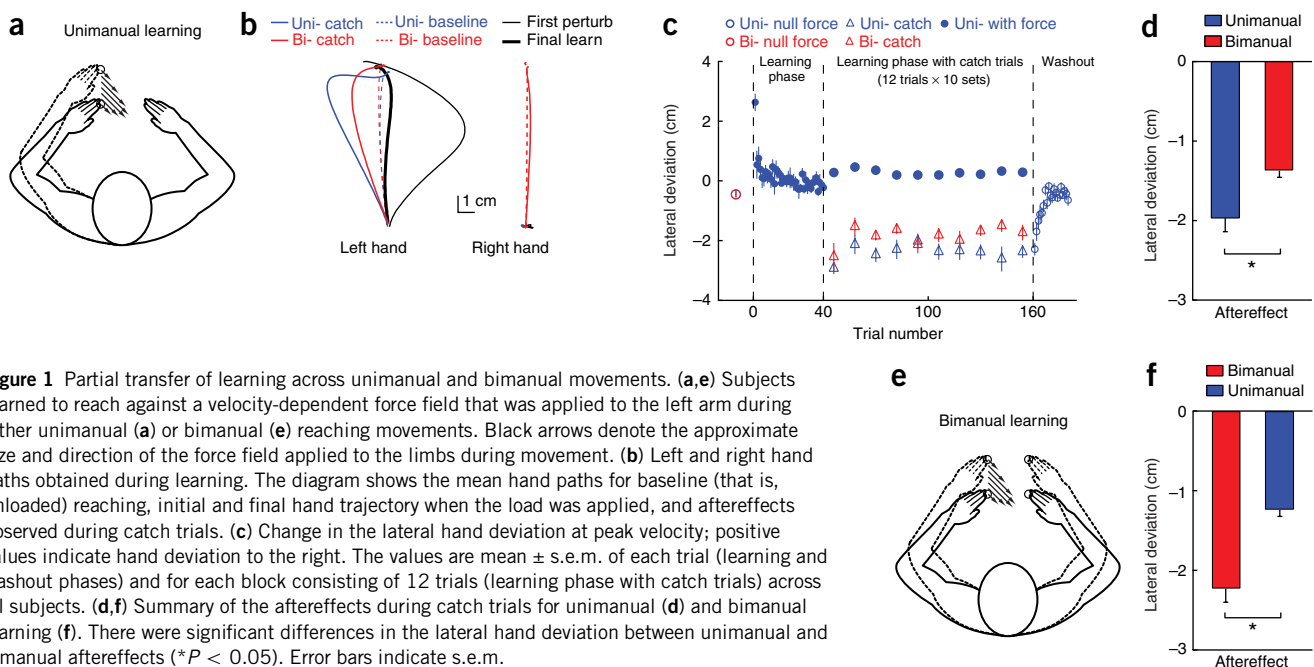 a
Unimanual learning
b
Uni- catch Uni- baseline First perturb
Bi- catch Bi- baseline Final learn
1 cm
Left hand Right hand
c
Uni- null force Uni- catch Uni- with force
Bi- null force Bi- catch
Learning phase
Learning phase with catch trials
(12 trials × 10 sets)
Washout
Lateral deviation (cm)
4
2
0
–2
–4
0 40 100 160
Trial number
d
Unimanual
Bimanual
Lateral deviation (cm)
0
–1
–2
–3
*
Aftereffect
gure 1 Partial transfer of learning across unimanual and bimanual movements. (a,e) Subjects
arned to reach against a velocity-dependent force field that was applied to the left arm during
ther unimanual (a) or bimanual (e) reaching movements. Black arrows denote the approximate
ze and direction of the force field applied to the limbs during movement. (b) Left and right hand
aths obtained during learning. The diagram shows the mean hand paths for baseline (that is,
nloaded) reaching, initial and final hand trajectory when the load was applied, and aftereffects
bserved during catch trials. (c) Change in the lateral hand deviation at peak velocity; positive
alues indicate hand deviation to the right. The values are mean ± s.e.m. of each trial (learning and
ashout phases) and for each block consisting of 12 trials (learning phase with catch trials) across
l subjects. (d,f) Summary of the aftereffects during catch trials for unimanual (d) and bimanual
arning (f). There were significant differences in the lateral hand deviation between unimanual and
manual aftereffects (*P < 0.05). Error bars indicate s.e.m.
e
Bimanual learning
f
Bimanual
Unimanual
Lateral deviation (cm)
0
–1
–2
–3
*
Aftereffect